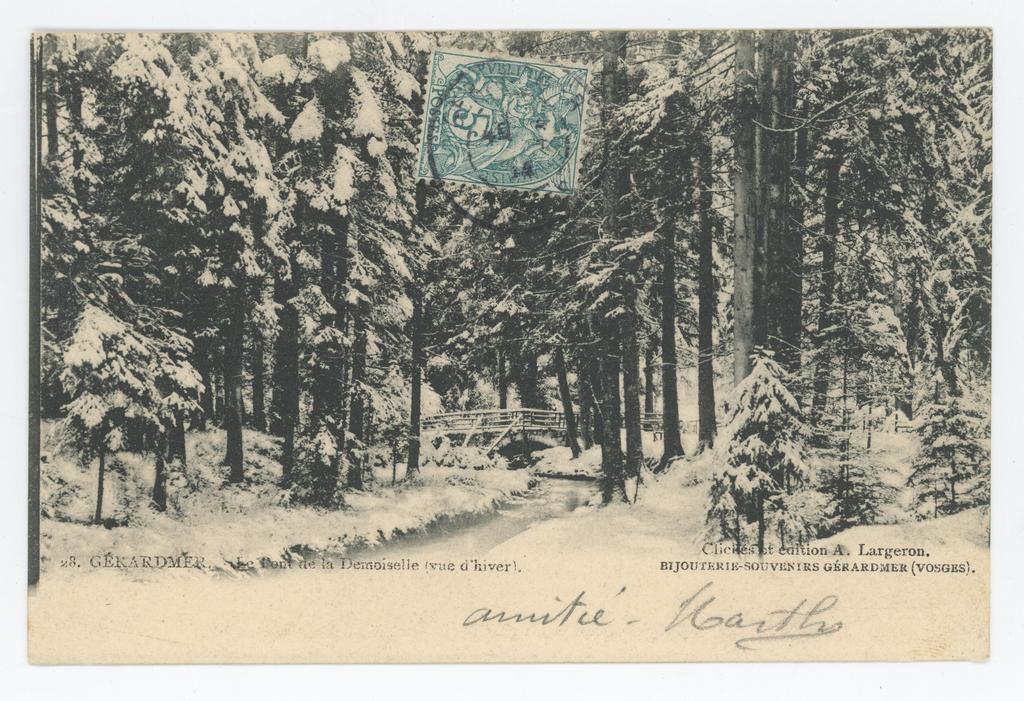 5
28. GÉRARDMER. - Le Pont de la Demoiselle (vue d'hiver).
Clichés et édition A. Largeron.
BIJOUTERIE-SOUVENIRS GÉRARDMER (VOSGES).
amitié - Marthe